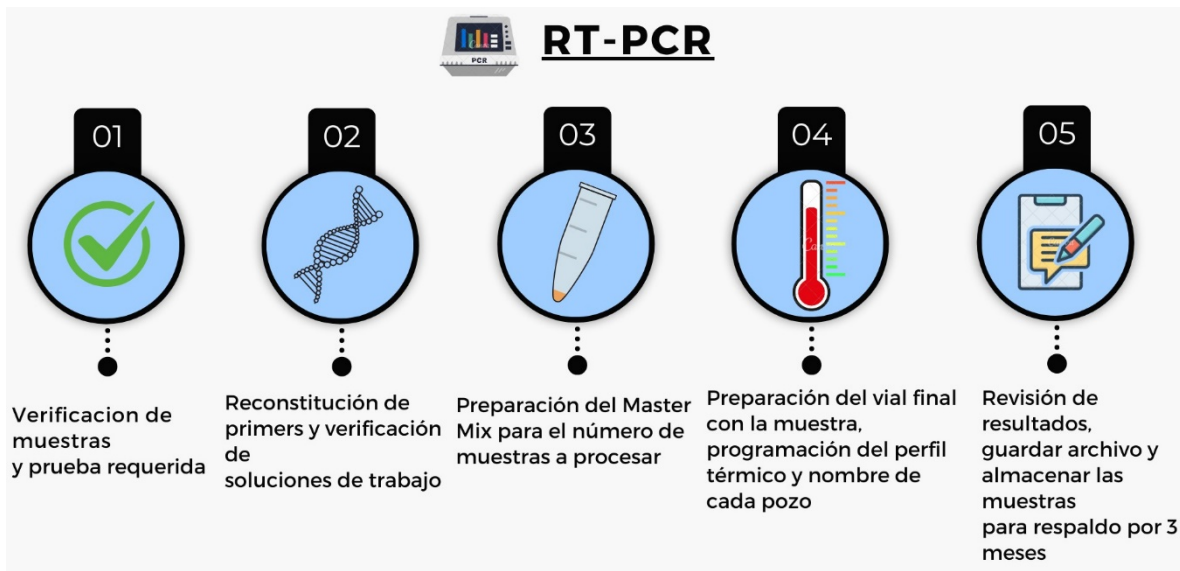 RT-PCR
PCR
01
Verificacion de
muestras
y prueba requerida
02
Reconstitución de
primers y verificación
de
soluciones de trabajo
03
Preparación del Master
Mix para el número de
muestras a procesar
04
Preparación del vial final
con la muestra,
programación del perfil
térmico y nombre de
cada pozo
05
Revisión de
resultados,
guardar archivo y
almacenar las
muestras
para respaldo por 3
meses